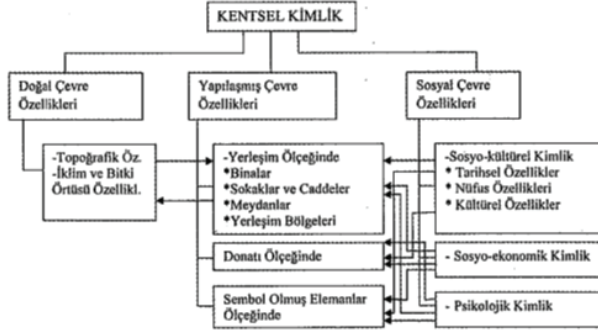 KENTSEL KİMLİK
Doğal Çevre
Özellikleri
Yapılaşmış Çevre
Özellikleri
Sosyal Çevre
Özellikleri
-Topoğrafik Öz.
-İklim ve Bitki
Örtüsü Özellikl.
-Yerleşim Ölçeğinde
*Binalar
*Sokaklar ve Caddeler
*Meydanlar
*Yerleşim Bölgeleri
-Sosyo-kültürel Kimlik
* Tarihsel Özellikler
* Nüfus Özellikleri
* Kültürel Özellikler
Donatı Ölçeğinde
- Sosyo-ekonomik Kimlik
Sembol Olmuş Elemanlar
Ölçeğinde
- Psikolojik Kimlik